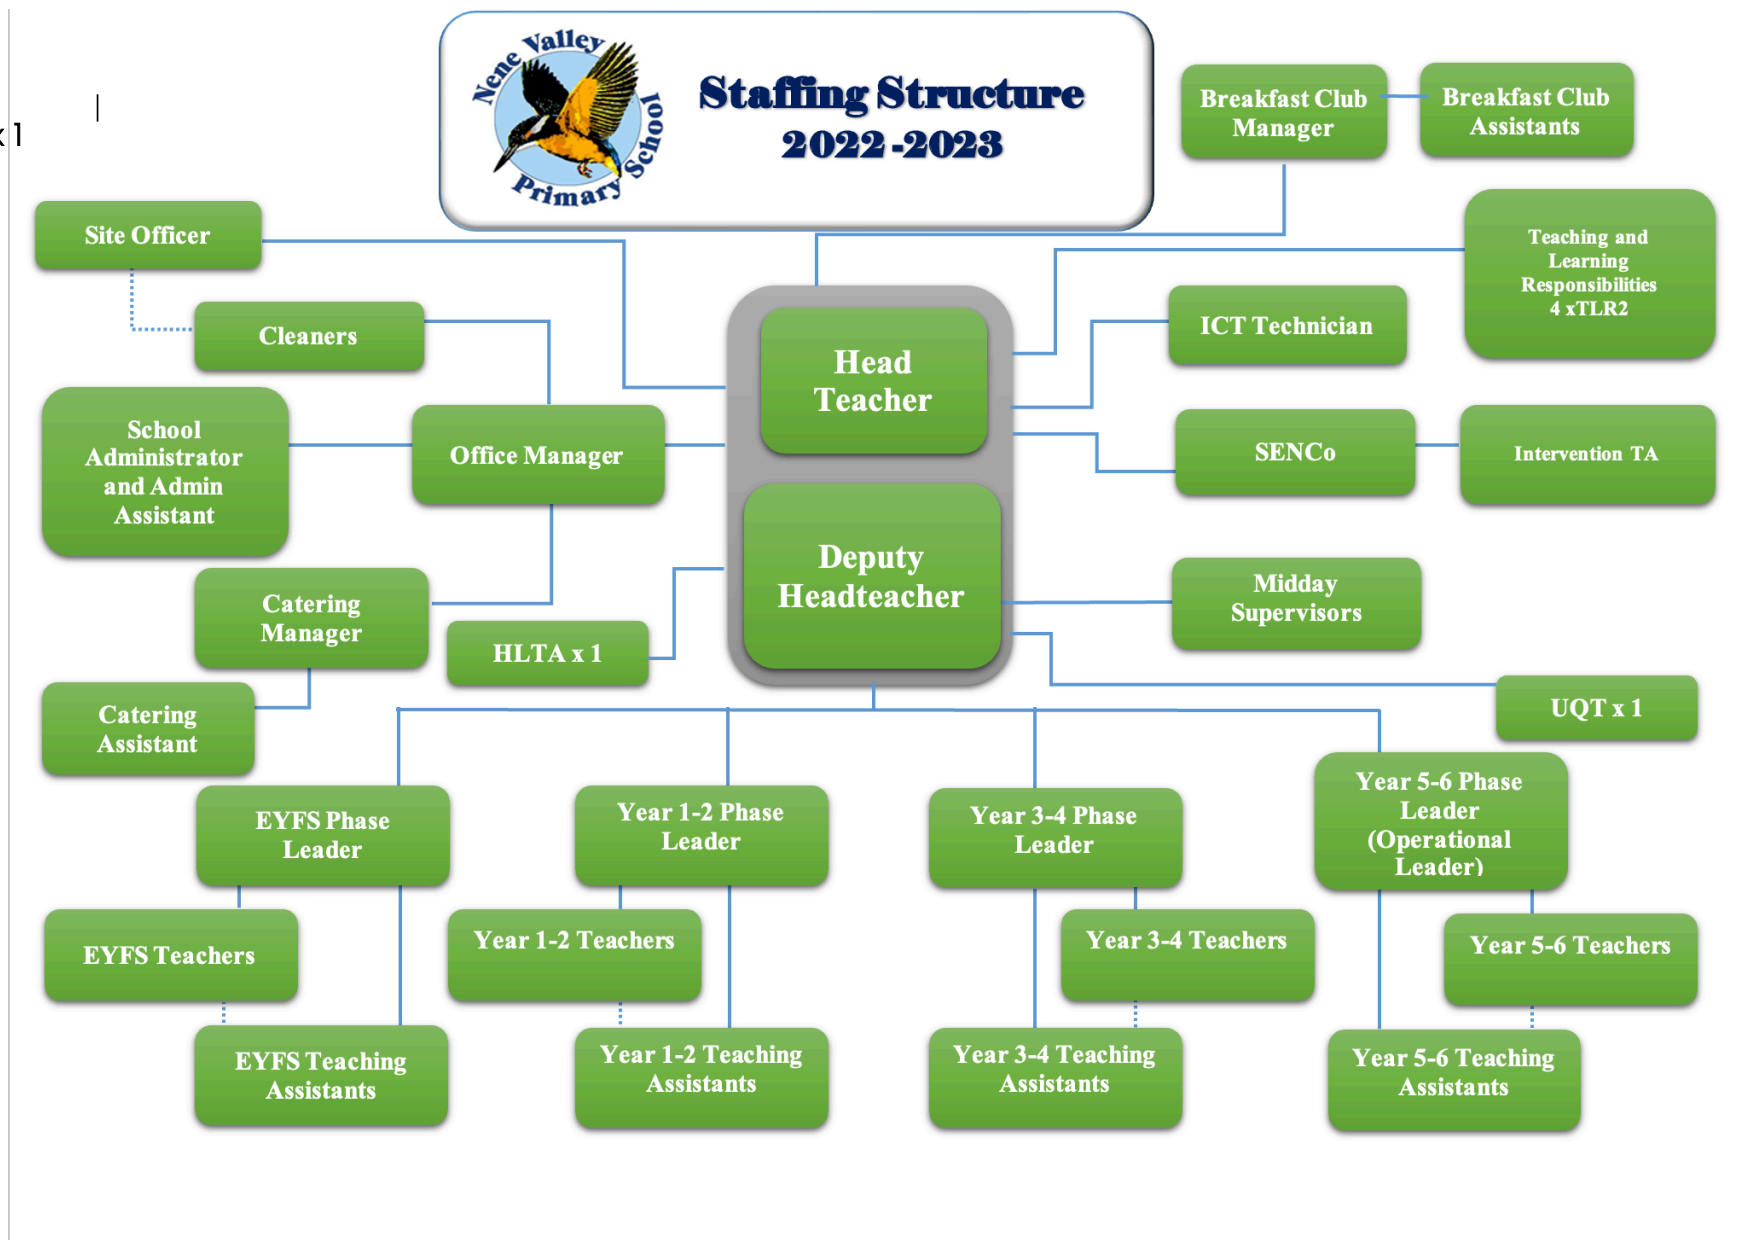 Nene Valley
Primary School
Staffing Structure
2022 -2023
Breakfast Club
Manager
Breakfast Club
Assistants
x1
Site Officer
Teaching and
Learning
Responsibilities
4 xTLR2
Cleaners
ICT Technician
Head
Teacher
School
Administrator
and Admin
Assistant
Office Manager
SENCo
Intervention TA
Deputy
Headteacher
Midday
Supervisors
Catering
Manager
HLTA x 1
UQT x 1
Catering
Assistant
EYFS Phase
Leader
Year 1-2 Phase
Leader
Year 3-4 Phase
Leader
Year 5-6 Phase
Leader
(Operational
Leader)
EYFS Teachers
Year 1-2 Teachers
Year 3-4 Teachers
Year 5-6 Teachers
EYFS Teaching
Assistants
Year 1-2 Teaching
Assistants
Year 3-4 Teaching
Assistants
Year 5-6 Teaching
Assistants